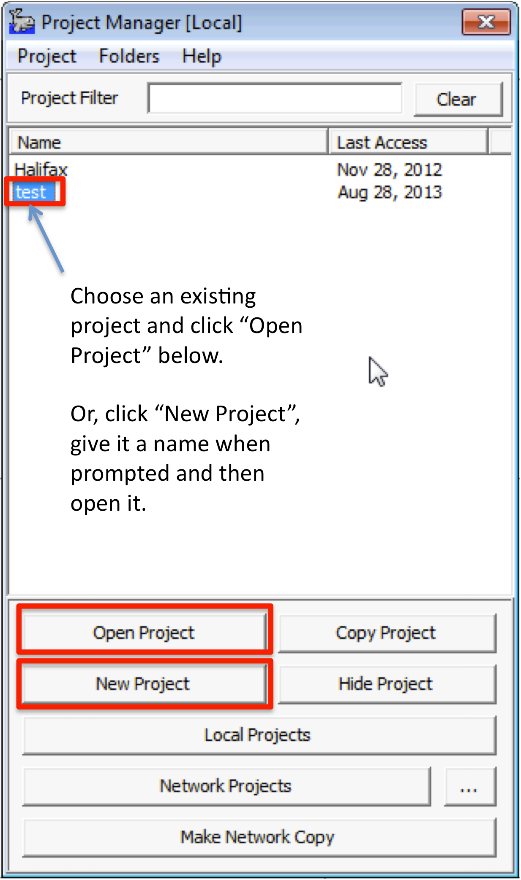 Project Manager [Local]
Project Folders Help
Project Filter Clear
Name Last Access
Halifax Nov 28, 2012
test Aug 28, 2013
Choose an existing
project and click “Open
Project” below.
Or, click “New Project”,
give it a name when
prompted and then
open it.
Open Project Copy Project
New Project Hide Project
Local Projects
Network Projects ...
Make Network Copy